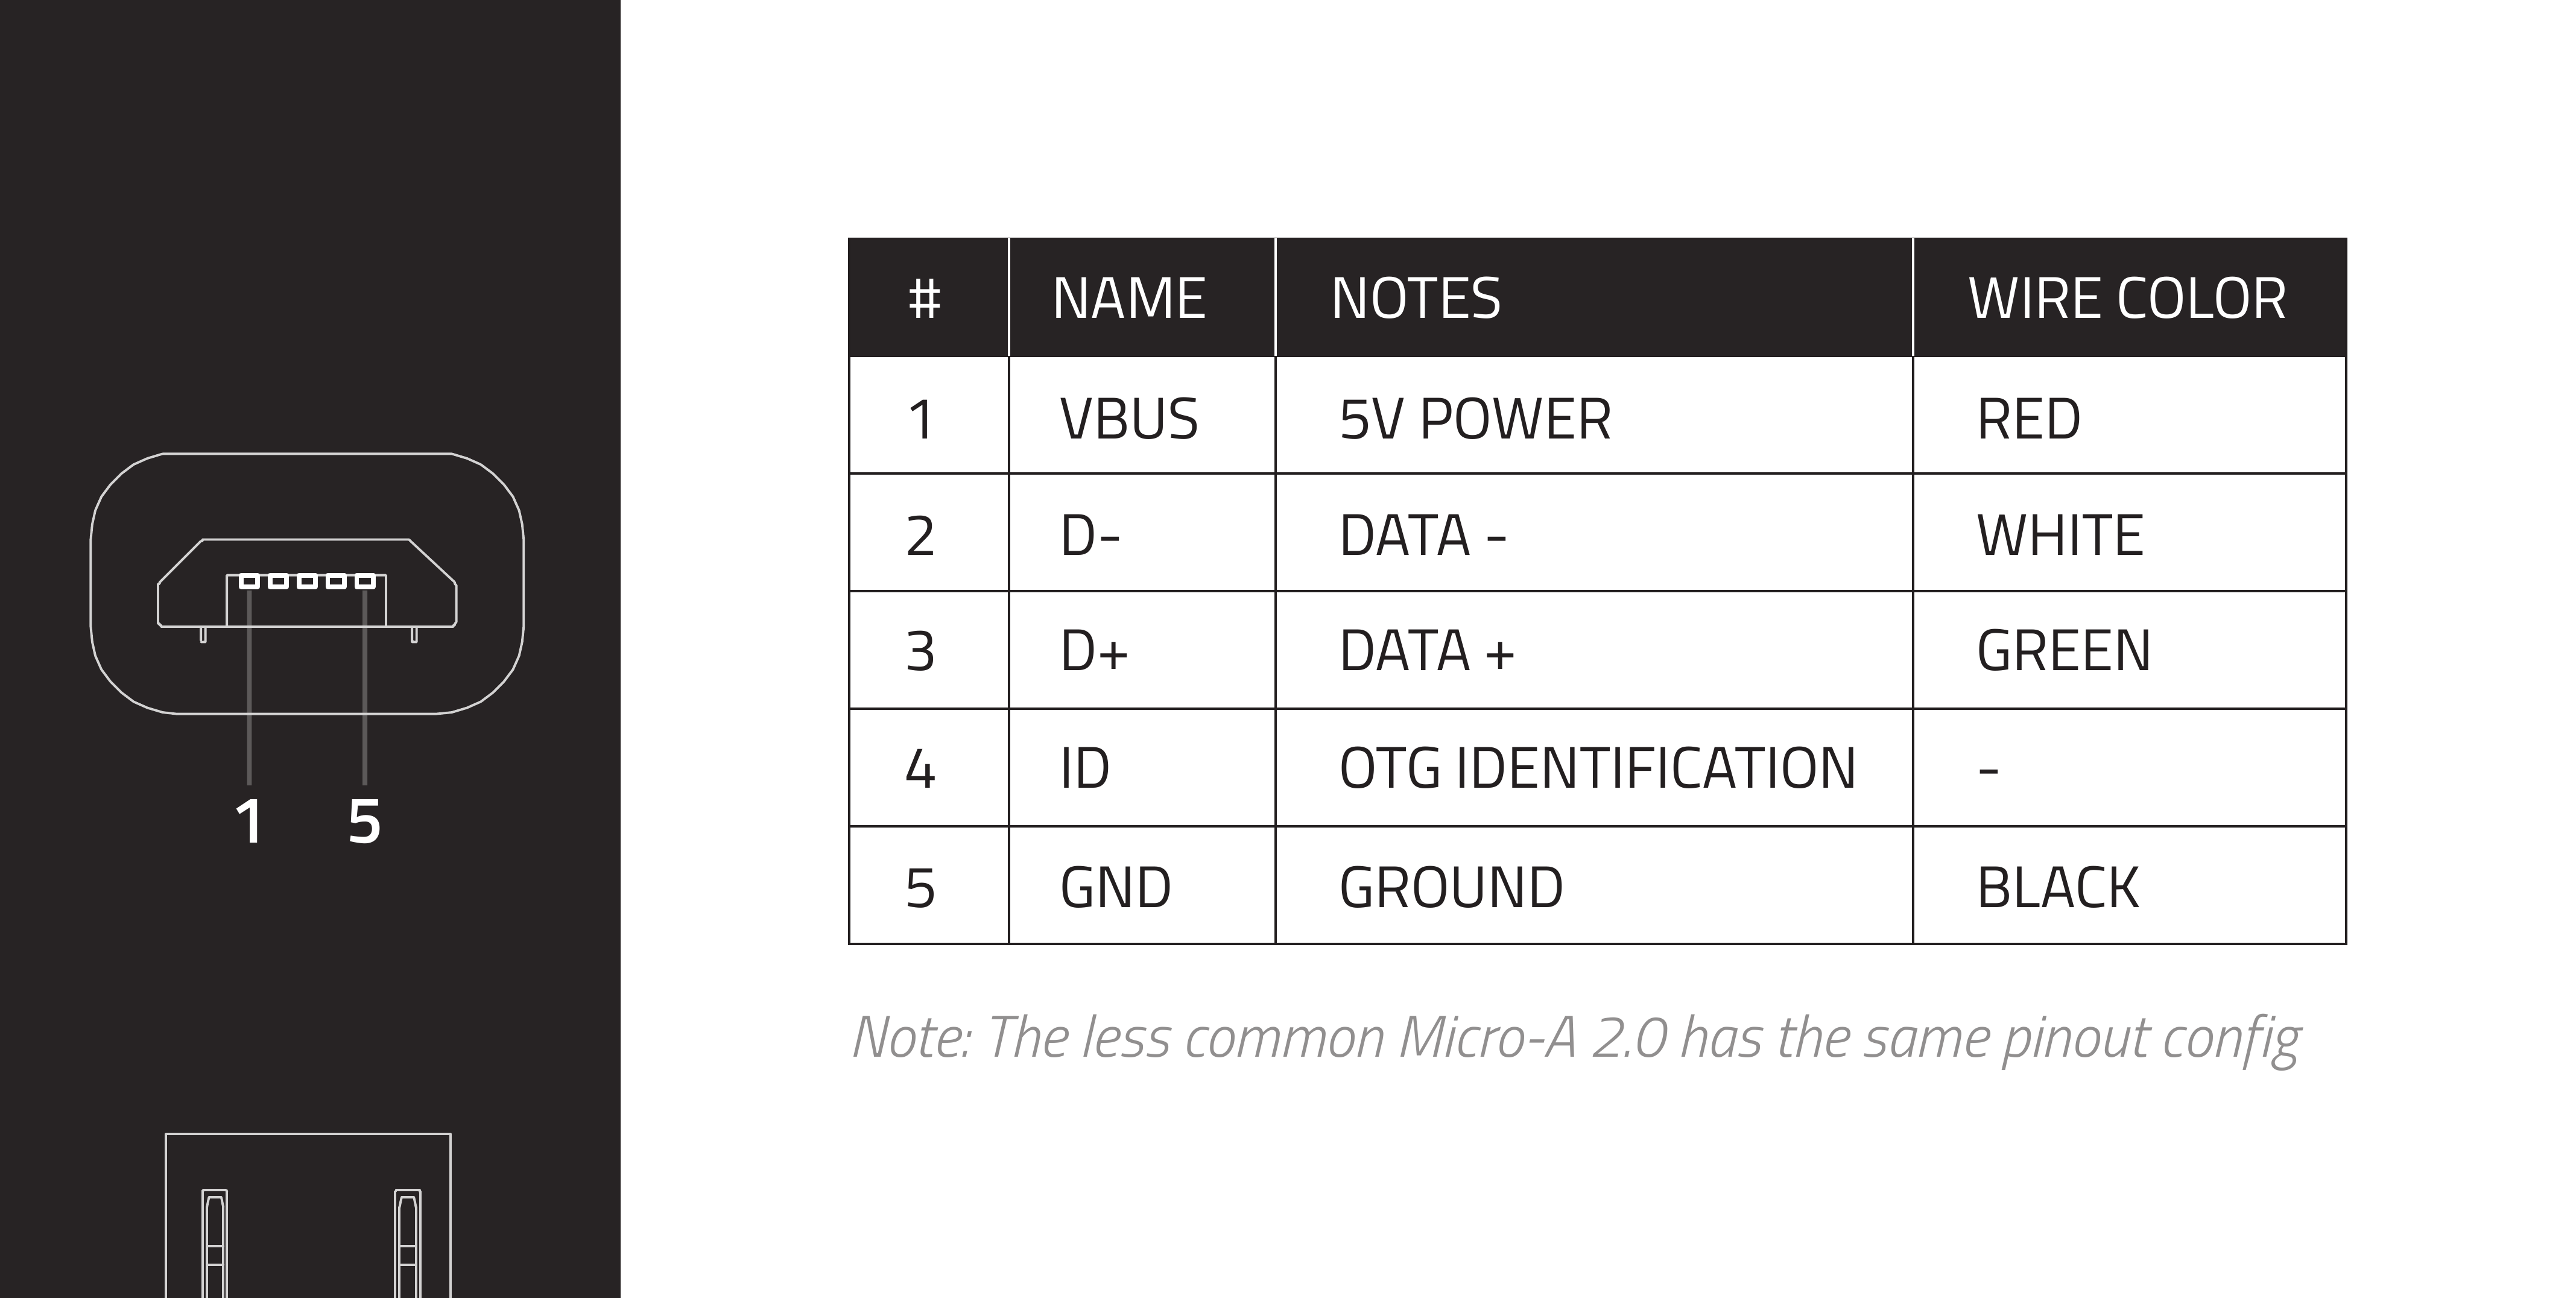 1 5
# NAME NOTES WIRE COLOR
1 VBUS 5V POWER RED
2 D- DATA - WHITE
3 D+ DATA + GREEN
4 ID OTG IDENTIFICATION -
5 GND GROUND BLACK
Note: The less common Micro-A 2.0 has the same pinout config